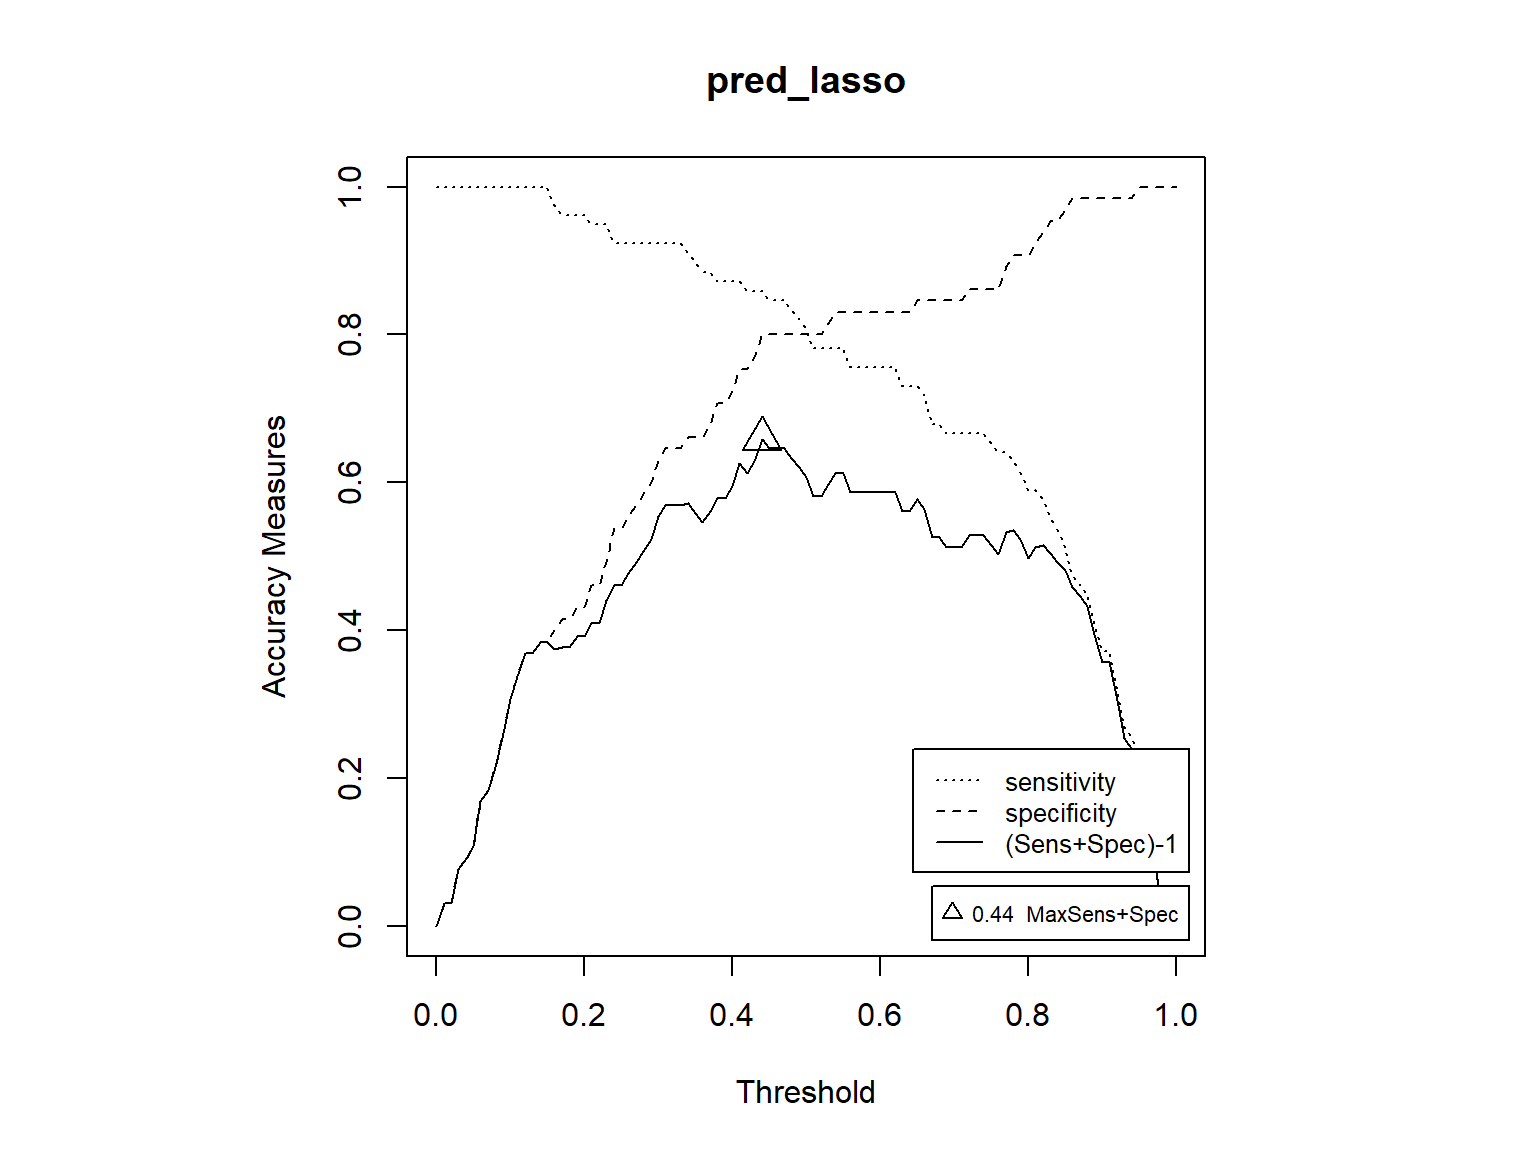 pred_lasso
Accuracy Measures
1.0
0.8
0.6
0.4
0.2
0.0
sensitivity
specificity
(Sens+Spec)-1
0.44 MaxSens+Spec
0.0 0.2 0.4 0.6 0.8 1.0
Threshold